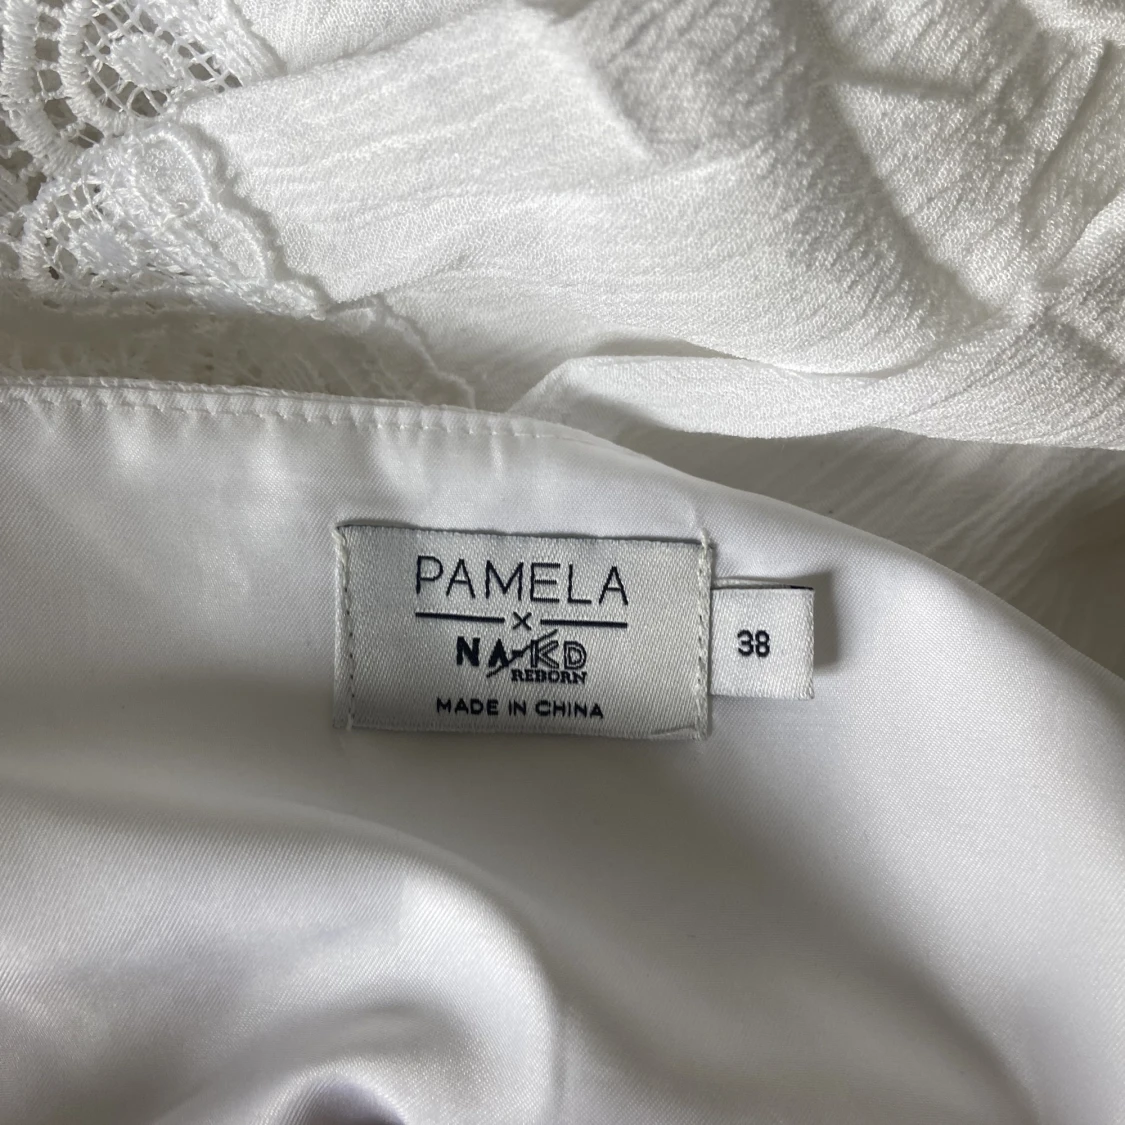 PAMELA
X
NA-KD
REBORN
MADE IN CHINA
38